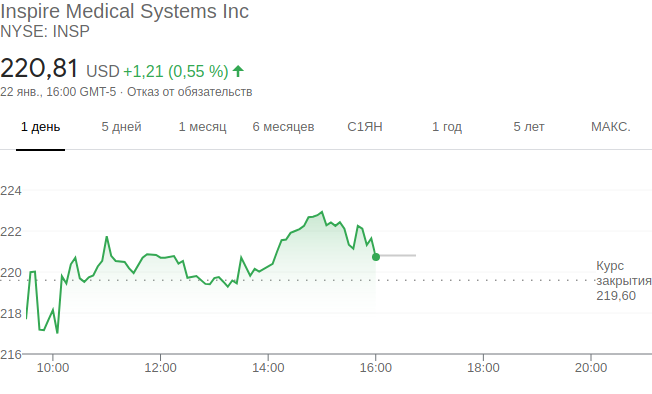 Inspire Medical Systems Inc
NYSE: INSP
220,81 USD +1,21 (0,55 %)
22 янв., 16:00 GMT-5 · Отказ от обязательств
1 день 5 дней 1 месяц 6 месяцев С1ЯН 1 год 5 лет МАКС.
224
222
220
218
216
Курс
закрытия
219,60
10:00 12:00 14:00 16:00 18:00 20:00